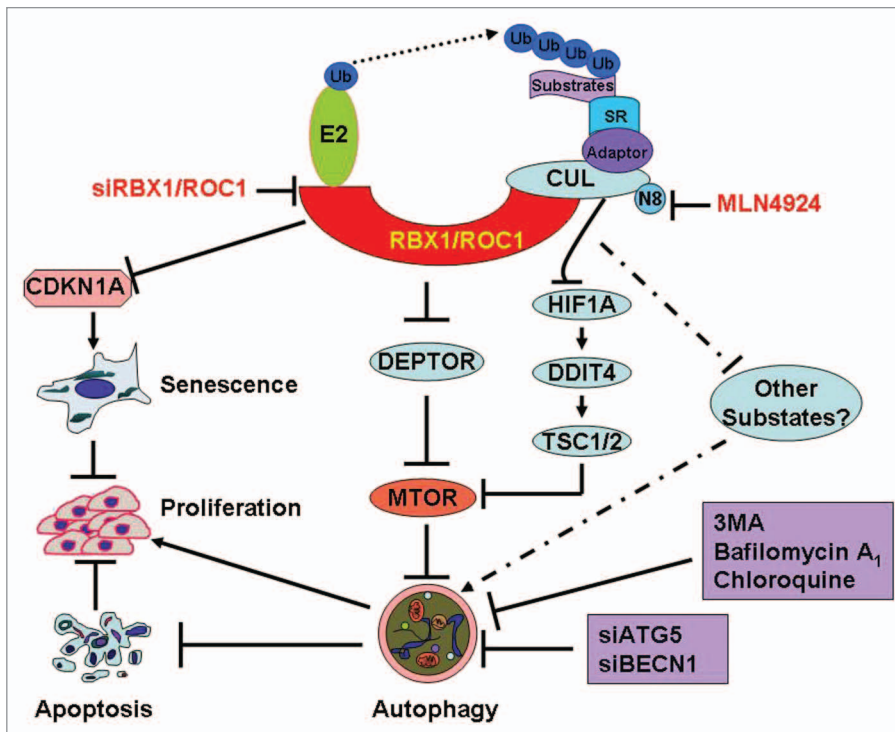 Ub
Ub
Ub
Ub
Ub
Substrates
E2
SR
Adaptor
CUL
N8
siRBX1/ROC1
MLN4924
RBX1/ROC1
CDKN1A
HIF1A
Senescence
DEPTOR
DDIT4
Other
Substates?
TSC1/2
MTOR
Proliferation
3MA
Bafilomycin A₁
Chloroquine
siATG5
siBECN1
Apoptosis
Autophagy